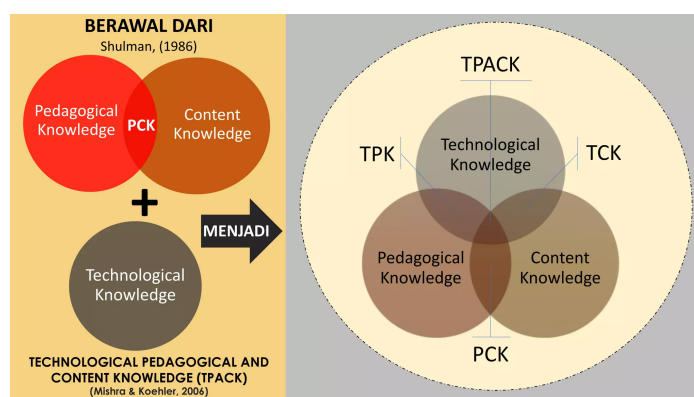 BERAWAL DARI
Shulman, (1986)
Pedagogical
Knowledge
PCK
Content
Knowledge
+
Technological
Knowledge
MENJADI
TECHNOLOGICAL PEDAGOGICAL AND
CONTENT KNOWLEDGE (TPACK)
(Mishra & Koehler, 2006)
TPACK
TPK
Technological
Knowledge
TCK
Pedagogical
Knowledge
Content
Knowledge
PCK